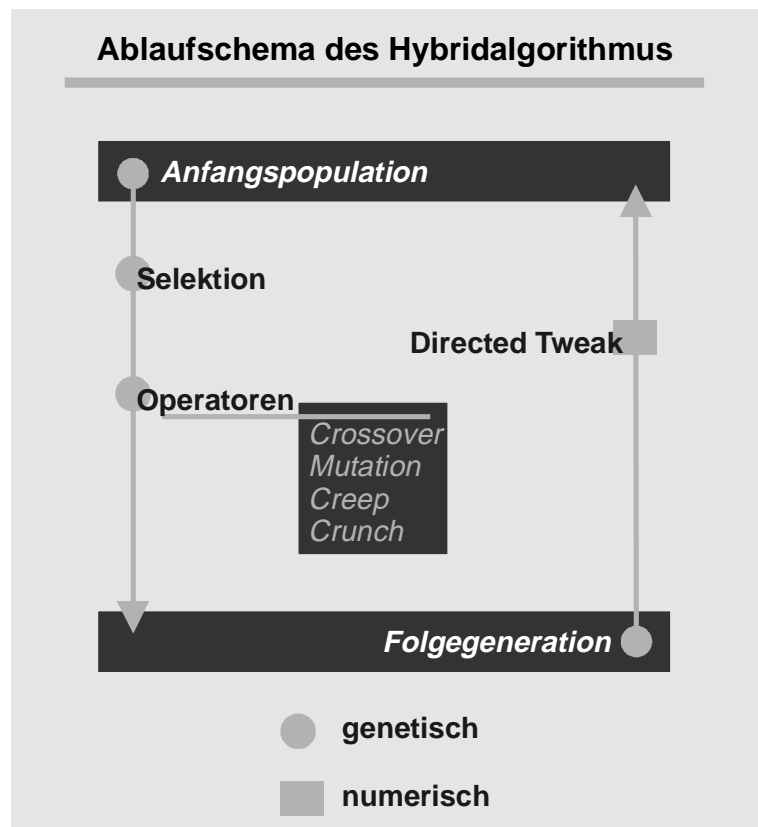 Ablaufschema des Hybridalgorithmus
Anfangspopulation
Selektion
Directed Tweak
Operatoren
Crossover
Mutation
Creep
Crunch
Folgegeneration
genetisch
numerisch